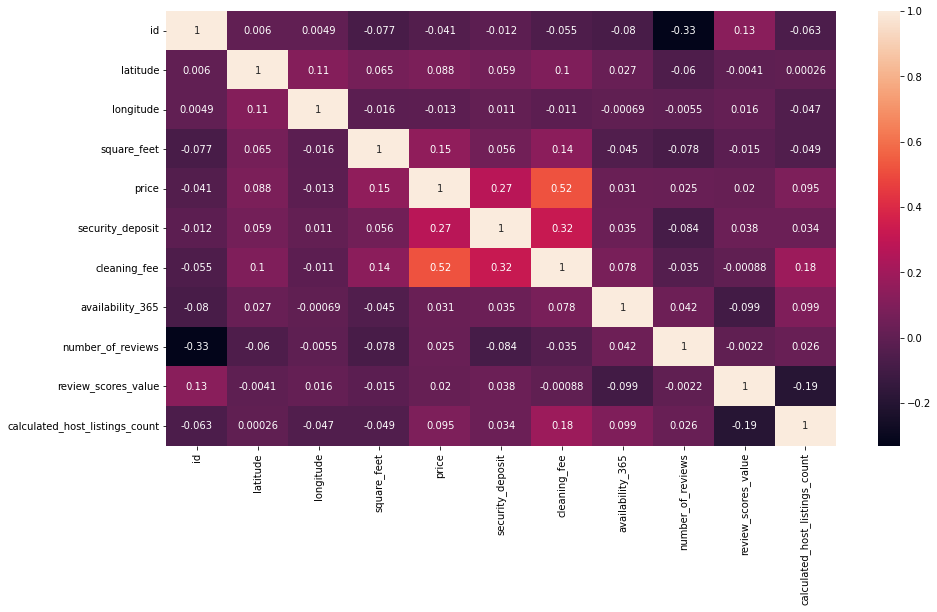 id 1 0.006 0.0049 -0.077 -0.041 -0.012 -0.055 -0.08 -0.33 0.13 -0.063
latitude 0.006 1 0.11 0.065 0.088 0.059 0.1 0.027 -0.06 -0.0041 0.00026
longitude 0.0049 0.11 1 -0.016 -0.013 0.011 -0.011 -0.00069 -0.0055 0.016 -0.047
square_feet -0.077 0.065 -0.016 1 0.15 0.056 0.14 -0.045 -0.078 -0.015 -0.049
price -0.041 0.088 -0.013 0.15 1 0.27 0.52 0.031 0.025 0.02 0.095
security_deposit -0.012 0.059 0.011 0.056 0.27 1 0.32 0.035 -0.084 0.038 0.034
cleaning_fee -0.055 0.1 -0.011 0.14 0.52 0.32 1 0.078 -0.035 -0.00088 0.18
availability_365 -0.08 0.027 -0.00069 -0.045 0.031 0.035 0.078 1 0.042 -0.099 0.099
number_of_reviews -0.33 -0.06 -0.0055 -0.078 0.025 -0.084 -0.035 0.042 1 -0.0022 0.026
review_scores_value 0.13 -0.0041 0.016 -0.015 0.02 0.038 -0.00088 -0.099 -0.0022 1 -0.19
calculated_host_listings_count -0.063 0.00026 -0.047 -0.049 0.095 0.034 0.18 0.099 0.026 -0.19 1
id
latitude
longitude
square_feet
price
security_deposit
cleaning_fee
availability_365
number_of_reviews
review_scores_value
calculated_host_listings_count
1.0
0.8
0.6
0.4
0.2
0.0
−0.2